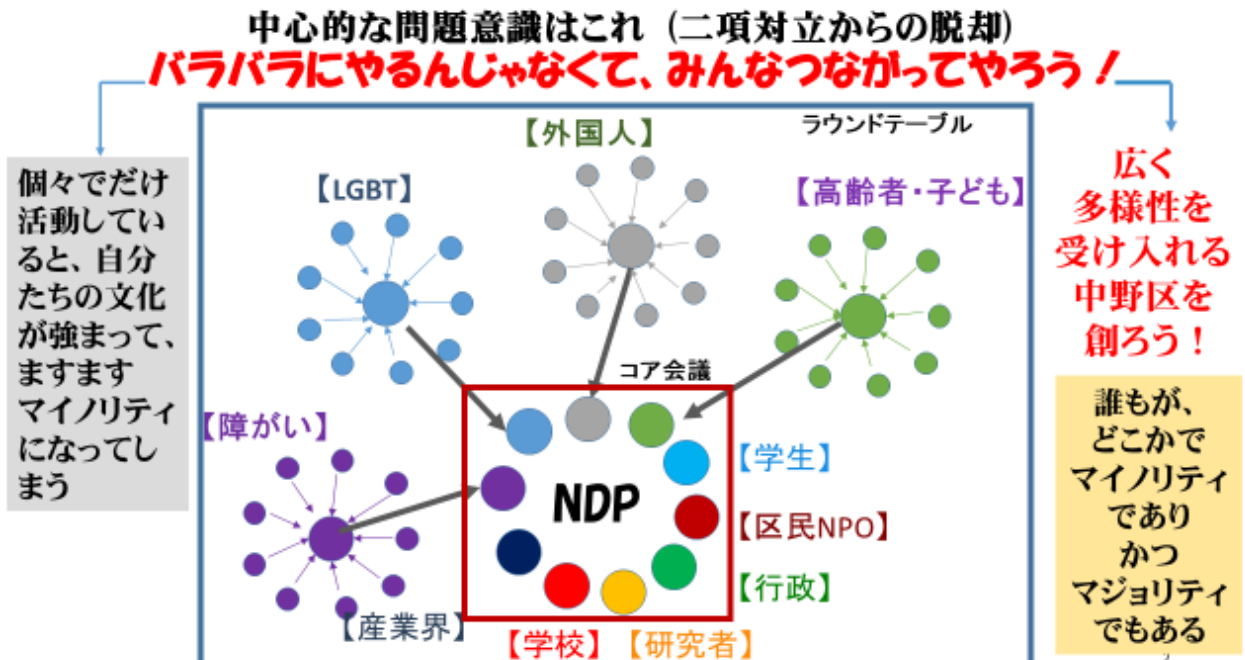 中心的な問題意識はこれ（二項対立からの脱却）
バラバラにやるんじゃなくて、みんなつながってやろう！
個々でだけ
活動してい
ると、自分
たちの文化
が強まって、
ますます
マイノリティ
になってし
まう
ラウンドテーブル
【外国人】
【LGBT】
【高齢者・子ども】
コア会議
【障がい】
NDP
【学生】
【区民NPO】
【行政】
【産業界】
【学校】
【研究者】
広く
多様性を
受け入れる
中野区を
創ろう！
誰もが、
どこかで
マイノリティ
であり
かつ
マジョリティ
でもある